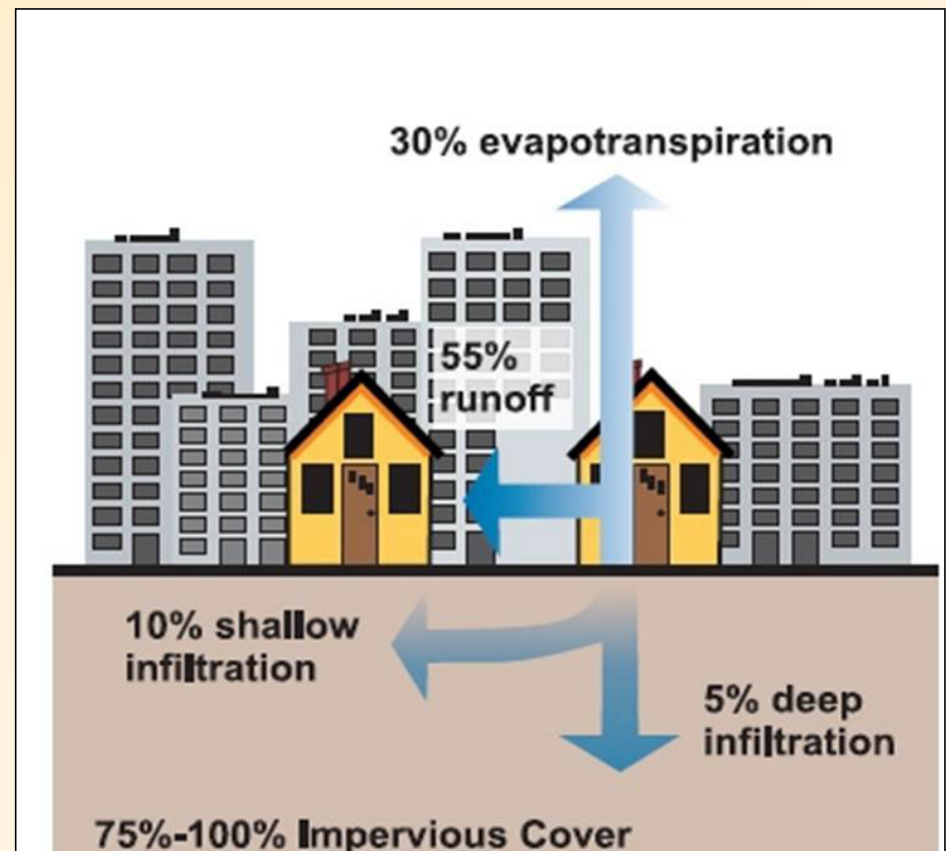 30% evapotranspiration
55%
runoff
10% shallow
infiltration
5% deep
infiltration
75%-100% Impervious Cover